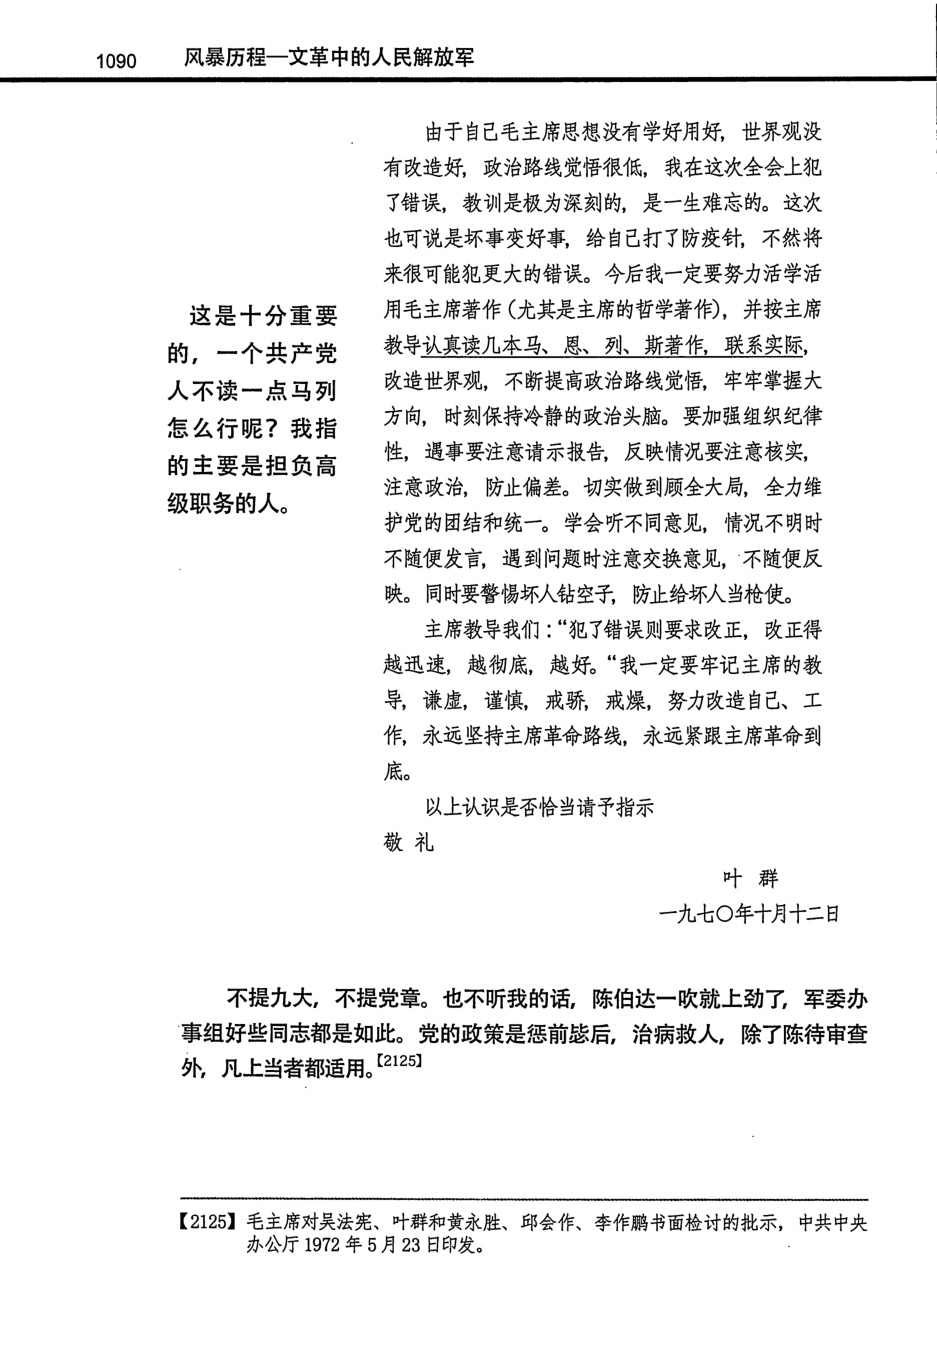 1090 风暴历程—文革中的人民解放军
由于自己毛主席思想没有学好用好，世界观没
有改造好，政治路线觉悟很低，我在这次全会上犯
了错误，教训是极为深刻的，是一生难忘的。这次
也可说是坏事变好事，给自己打了防疫针，不然将
来很可能犯更大的错误。今后我一定要努力活学活
用毛主席著作（尤其是主席的哲学著作），并按主席
教导认真读几本马、恩、列、斯著作，联系实际，
改造世界观，不断提高政治路线觉悟，牢牢掌握大
方向，时刻保持冷静的政治头脑。要加强组织纪律
性，遇事要注意请示报告，反映情况要注意核实，
注意政治，防止偏差。切实做到顾全大局，全力维
护党的团结和统一。学会听不同意见，情况不明时
不随便发言，遇到问题时注意交换意见，不随便反
映。同时要警惕坏人钻空子，防止给坏人当枪使。
主席教导我们：“犯了错误则要求改正，改正得
越迅速，越彻底，越好。“我一定要牢记主席的教
导，谦虚，谨慎，戒骄，戒燥，努力改造自己、工
作，永远坚持主席革命路线，永远紧跟主席革命到
底。
以上认识是否恰当请予指示
敬 礼
叶 群
一九七〇年十月十二日
这是十分重要
的，一个共产党
人不读一点马列
怎么行呢？我指
的主要是担负高
级职务的人。
不提九大，不提党章。也不听我的话，陈伯达一吹就上劲了，军委办
事组好些同志都是如此。党的政策是惩前毖后，治病救人，除了陈待审查
外，凡上当者都适用。【2125】
【2125】毛主席对吴法宪、叶群和黄永胜、邱会作、李作鹏书面检讨的批示，中共中央
办公厅 1972 年 5 月 23 日印发。